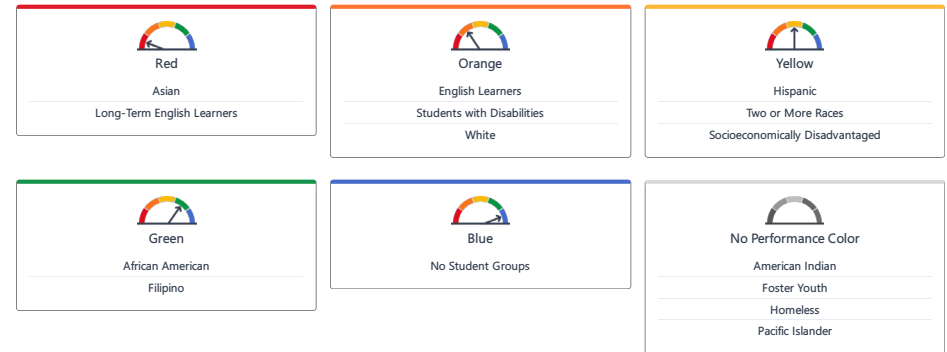 Red
Asian
Long-Term English Learners
Orange
English Learners
Students with Disabilities
White
Yellow
Hispanic
Two or More Races
Socioeconomically Disadvantaged
Green
African American
Filipino
Blue
No Student Groups
No Performance Color
American Indian
Foster Youth
Homeless
Pacific Islander